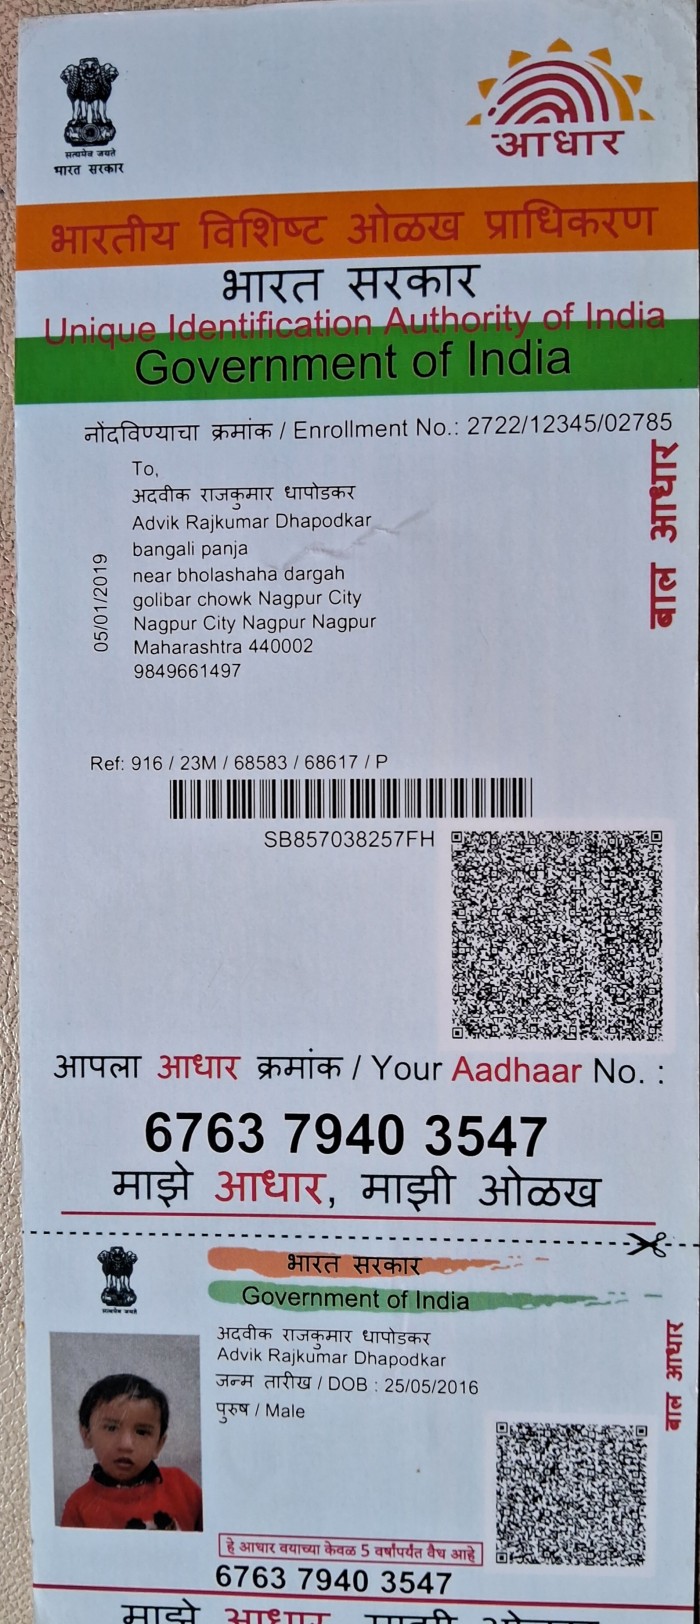 सत्यमेव जयते
भारत सरकार
आधार
भारतीय विशिष्ट ओळख प्राधिकरण
भारत सरकार
Unique Identification Authority of India
Government of India
नोंदविण्याचा क्रमांक / Enrollment No.: 2722/12345/02785
To,
अदवीक राजकुमार धापोडकर
Advik Rajkumar Dhapodkar
bangali panja
near bholashaha dargah
golibar chowk Nagpur City
Nagpur City Nagpur Nagpur
Maharashtra 440002
9849661497
05/01/2019
बाल आधार
Ref: 916 / 23M / 68583 / 68617 / P
SB857038257FH
आपला आधार क्रमांक / Your Aadhaar No. :
6763 7940 3547
माझे आधार, माझी ओळख
भारत सरकार
Government of India
सत्यमेव जयते
अदवीक राजकुमार धापोडकर
Advik Rajkumar Dhapodkar
जन्म तारीख / DOB : 25/05/2016
पुरुष / Male
बाल आधार
हे आधार वयाच्या केवळ 5 वर्षांपर्यंत वैध आहे
6763 7940 3547
माझे आधार, माझी ओळख